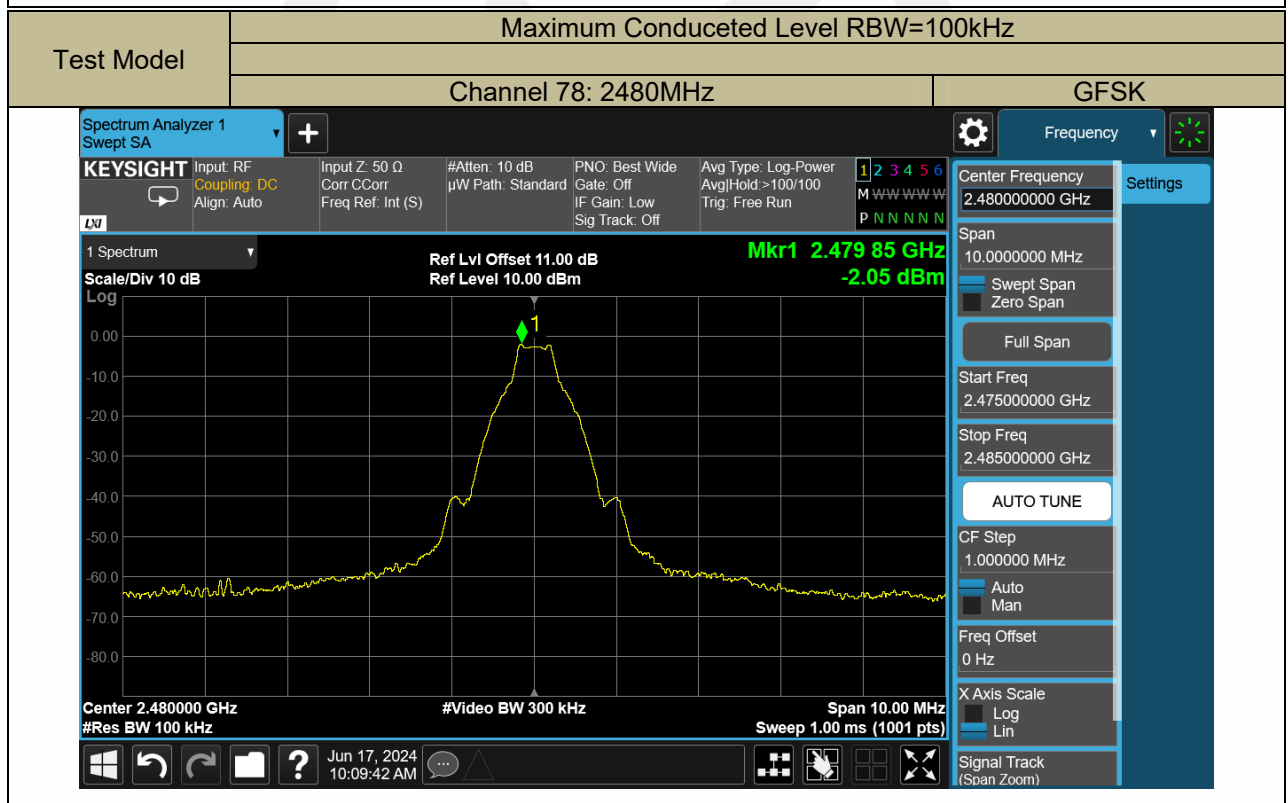 Maximum Conduceted Level RBW=100kHz
Test Model
Channel 78: 2480MHz GFSK
Spectrum Analyzer 1
Swept SA
Frequency
KEYSIGHT
LXI
Input: RF
Coupling: DC
Align: Auto
Input Z: 50 Ω
Corr CCorr
Freq Ref: Int (S)
#Atten: 10 dB
µW Path: Standard
PNO: Best Wide
Gate: Off
IF Gain: Low
Sig Track: Off
Avg Type: Log-Power
Avg|Hold:>100/100
Trig: Free Run
1 2 3 4 5 6
M W W W W W
P N N N N N
Center Frequency
2.480000000 GHz
Settings
Span
10.0000000 MHz
Swept Span
Zero Span
Full Span
Start Freq
2.475000000 GHz
Stop Freq
2.485000000 GHz
AUTO TUNE
CF Step
1.000000 MHz
Auto
Man
Freq Offset
0 Hz
X Axis Scale
Log
Lin
Signal Track
(Span Zoom)
1 Spectrum
Scale/Div 10 dB
Log
Ref Lvl Offset 11.00 dB
Ref Level 10.00 dBm
Mkr1 2.479 85 GHz
-2.05 dBm
1
0.00
-10.0
-20.0
-30.0
-40.0
-50.0
-60.0
-70.0
-80.0
Center 2.480000 GHz
#Res BW 100 kHz
#Video BW 300 kHz
Span 10.00 MHz
Sweep 1.00 ms (1001 pts)
Jun 17, 2024
10:09:42 AM